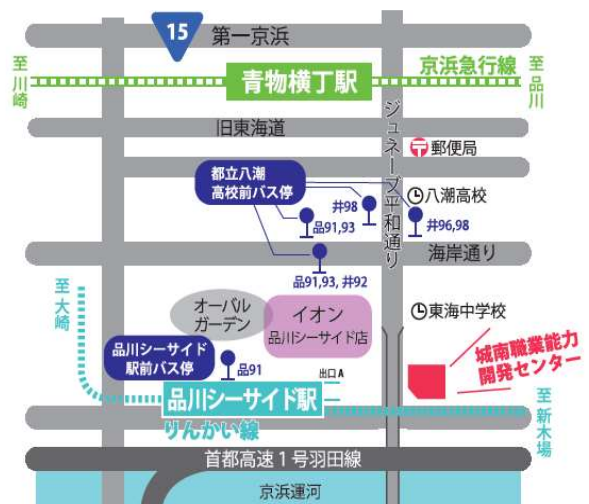 15
第一京浜
至川崎
青物横丁駅
京浜急行線
至品川
旧東海道
ジュネーブ平和通り
郵便局
都立八潮
高校前バス停
井98
品91,93
八潮高校
井96,98
海岸通り
品91,93, 井92
至大崎
オーバル
ガーデン
イオン
品川シーサイド店
東海中学校
品川シーサイド
駅前バス停
品91
出口A
城南職業能力
開発センター
品川シーサイド駅
りんかい線
至新木場
首都高速1号羽田線
京浜運河